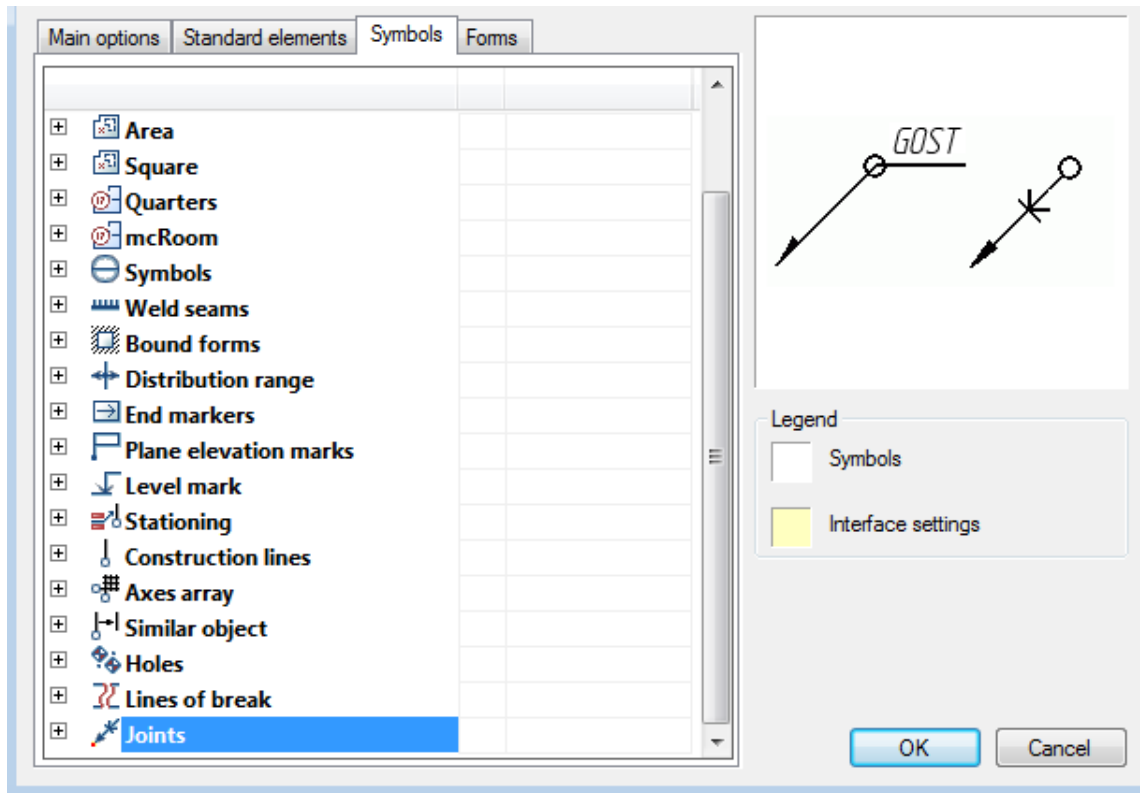 Main options
Standard elements
Symbols
Forms
Area
Square
Quarters
mcRoom
Symbols
Weld seams
Bound forms
Distribution range
End markers
Plane elevation marks
Level mark
Stationing
Construction lines
Axes array
Similar object
Holes
Lines of break
Joints
GOST
Legend
Symbols
Interface settings
OK
Cancel